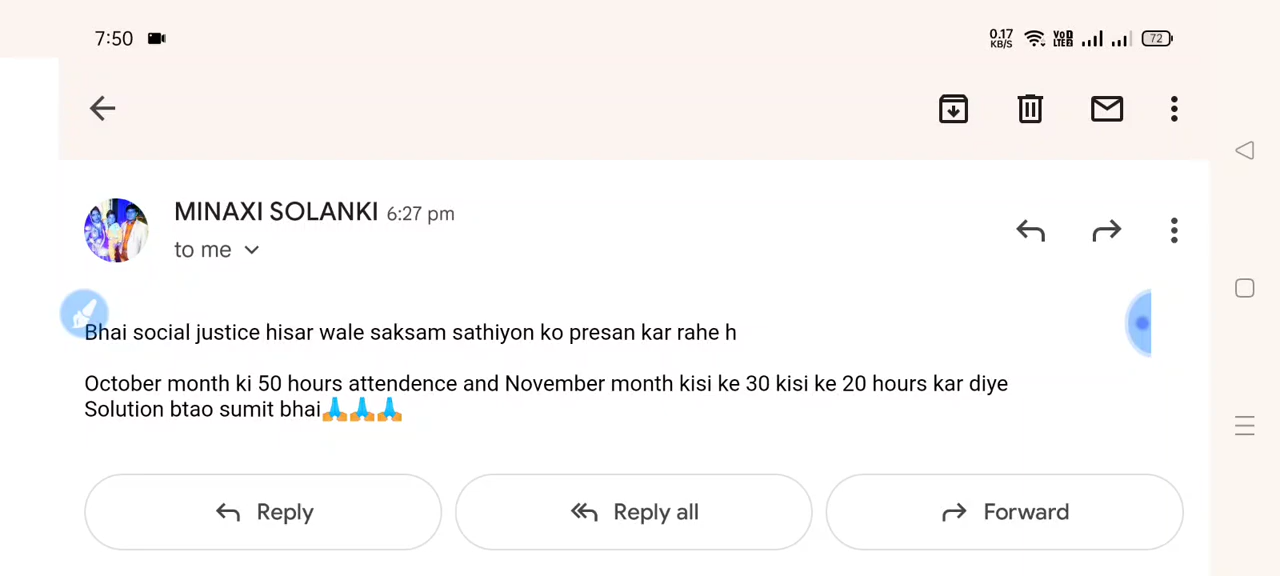 7:50
0.17 KB/S VoD LTE 72
MINAXI SOLANKI 6:27 pm
to me
Bhai social justice hisar wale saksam sathiyon ko presan kar rahe h
October month ki 50 hours attendence and November month kisi ke 30 kisi ke 20 hours kar diye
Solution btao sumit bhai🙏🙏🙏
Reply Reply all Forward